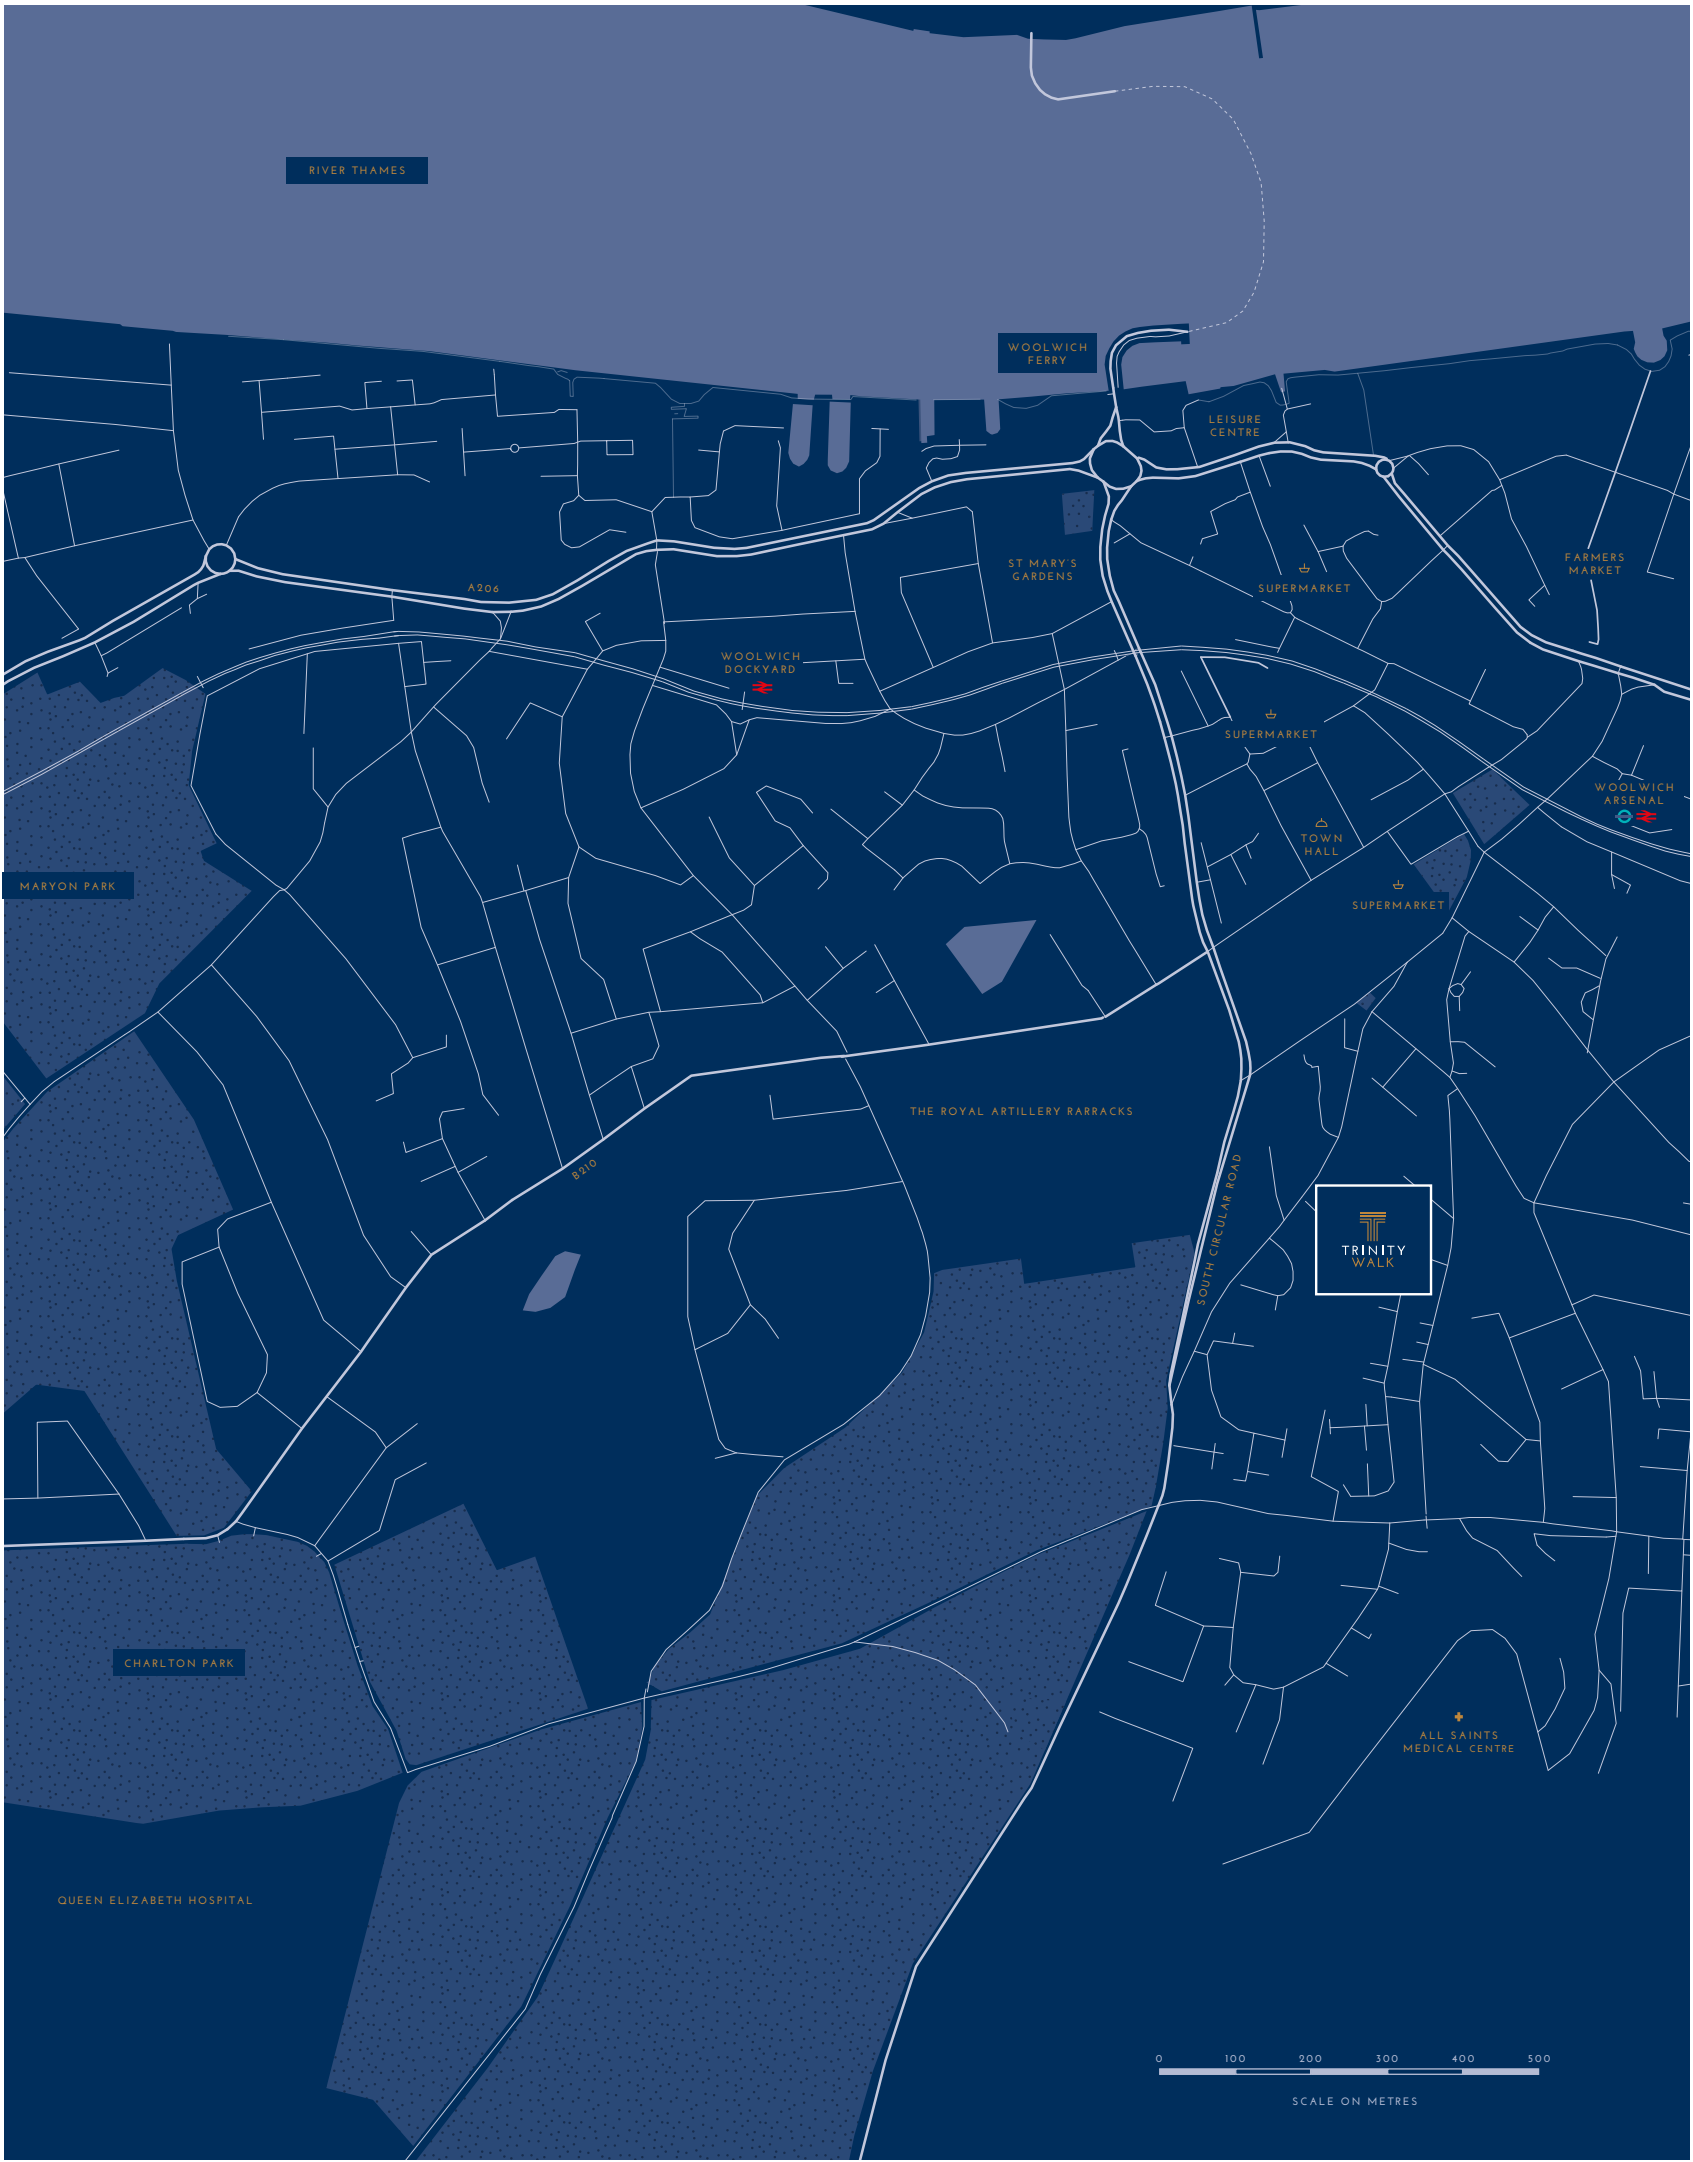 RIVER THAMES
WOOLWICH
FERRY
LEISURE
CENTRE
ST MARY'S
GARDENS
FARMERS
MARKET
SUPERMARKET
A206
WOOLWICH
DOCKYARD
SUPERMARKET
WOOLWICH
ARSENAL
TOWN
HALL
MARYON PARK
SUPERMARKET
THE ROYAL ARTILLERY RARRACKS
B210
SOUTH CIRCULAR ROAD
TRINITY
WALK
CHARLTON PARK
ALL SAINTS
MEDICAL CENTRE
QUEEN ELIZABETH HOSPITAL
0 100 200 300 400 500
SCALE ON METRES